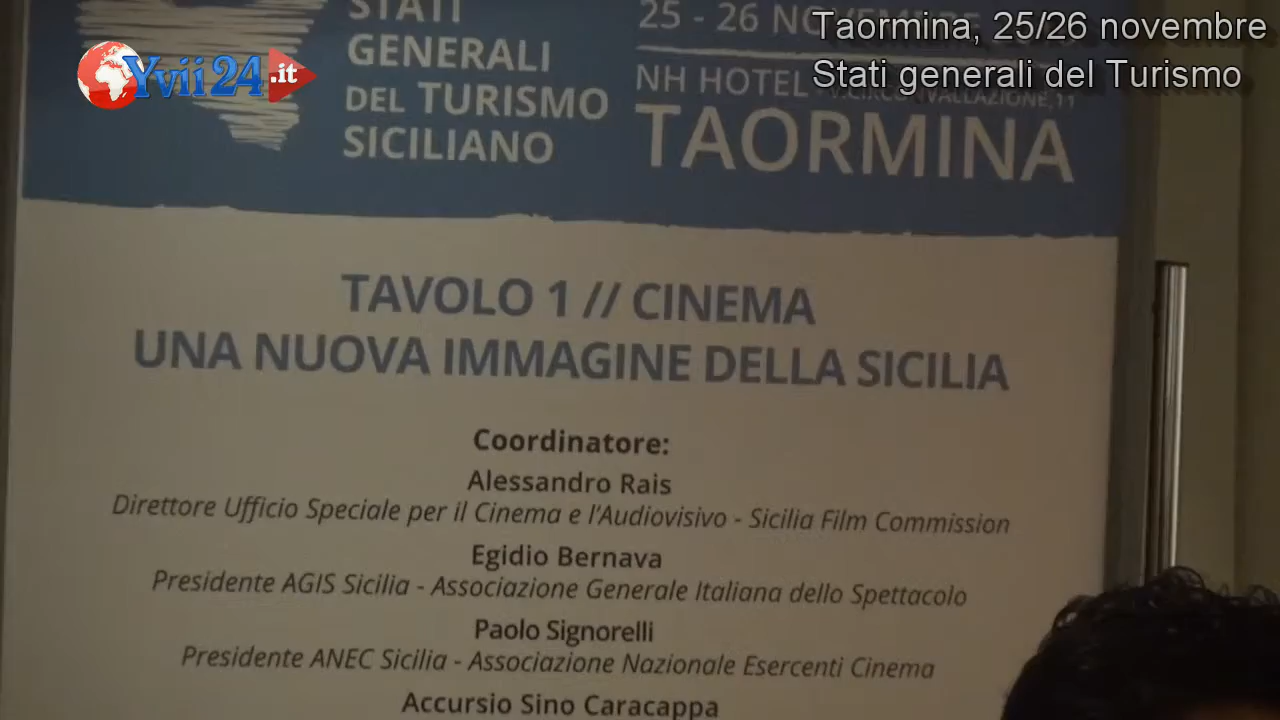 STATI
GENERALI
DEL TURISMO
SICILIANO
25 - 26
NH HOTEL
TAORMINA
Yvii24.it
Taormina, 25/26 novembre
Stati generali del Turismo
TAVOLO 1 // CINEMA
UNA NUOVA IMMAGINE DELLA SICILIA
Coordinatore:
Alessandro Rais
Direttore Ufficio Speciale per il Cinema e l'Audiovisivo - Sicilia Film Commission
Egidio Bernava
Presidente AGIS Sicilia - Associazione Generale Italiana dello Spettacolo
Paolo Signorelli
Presidente ANEC Sicilia - Associazione Nazionale Esercenti Cinema
Accursio Sino Caracappa